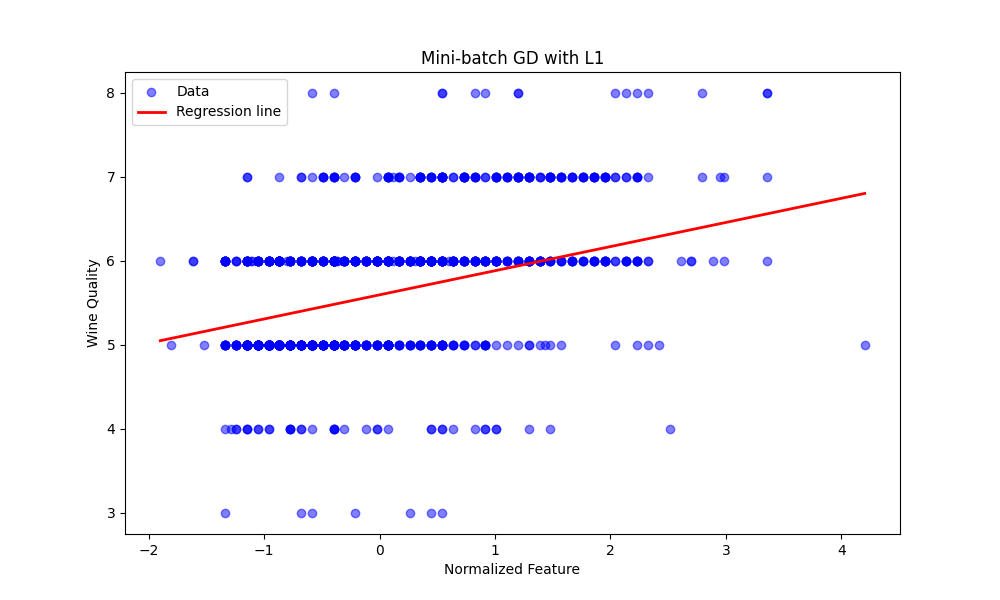 Mini-batch GD with L1
Data
Regression line
8
7
6
5
4
3
Wine Quality
−2
−1
0
1
2
3
4
Normalized Feature